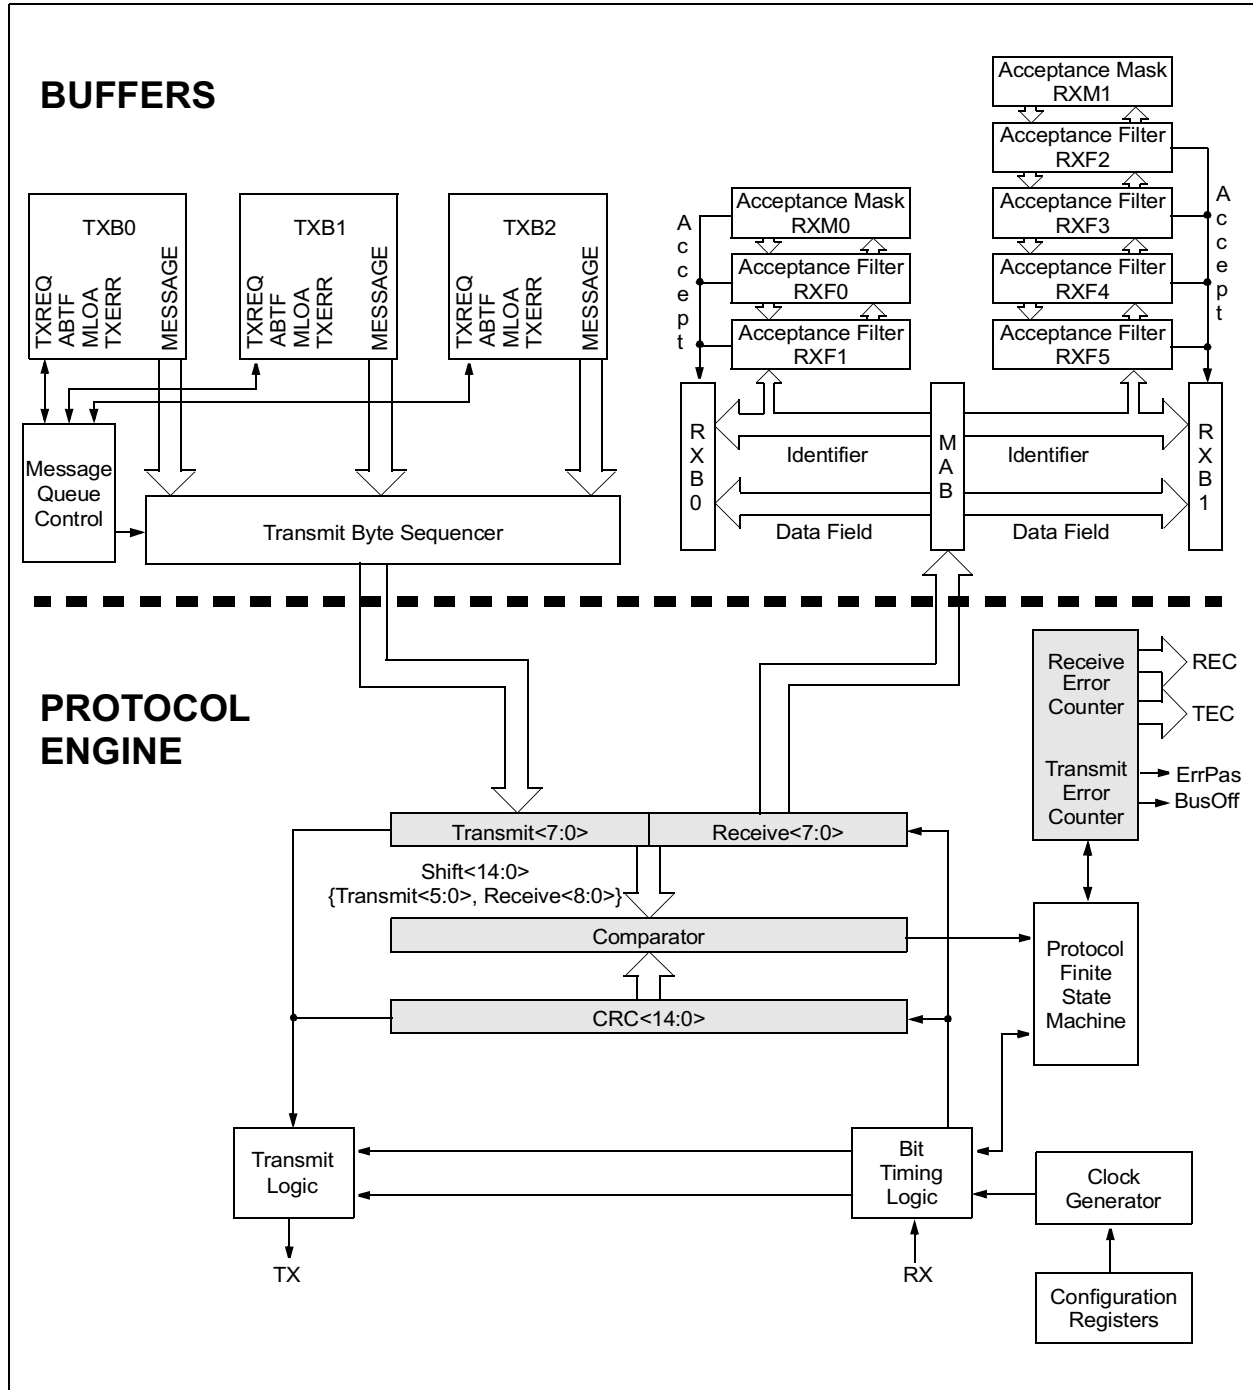 BUFFERS
Acceptance Mask
RXM1
Acceptance Filter
RXF2
Acceptance Filter
RXF3
Acceptance Filter
RXF4
Acceptance Filter
RXF5
Accept
Acceptance Mask
RXM0
Acceptance Filter
RXF0
Acceptance Filter
RXF1
Accept
TXB0
TXREQ
ABTF
MLOA
TXERR
MESSAGE
TXB1
TXREQ
ABTF
MLOA
TXERR
MESSAGE
TXB2
TXREQ
ABTF
MLOA
TXERR
MESSAGE
Message
Queue
Control
Transmit Byte Sequencer
RXB0
Identifier
Data Field
MAB
Identifier
Data Field
RXB1
PROTOCOL
ENGINE
Receive
Error
Counter
REC
TEC
Transmit
Error
Counter
ErrPas
BusOff
Transmit<7:0>
Receive<7:0>
Shift<14:0>
{Transmit<5:0>, Receive<8:0>}
Comparator
CRC<14:0>
Protocol
Finite
State
Machine
Transmit
Logic
Bit
Timing
Logic
Clock
Generator
TX
RX
Configuration
Registers